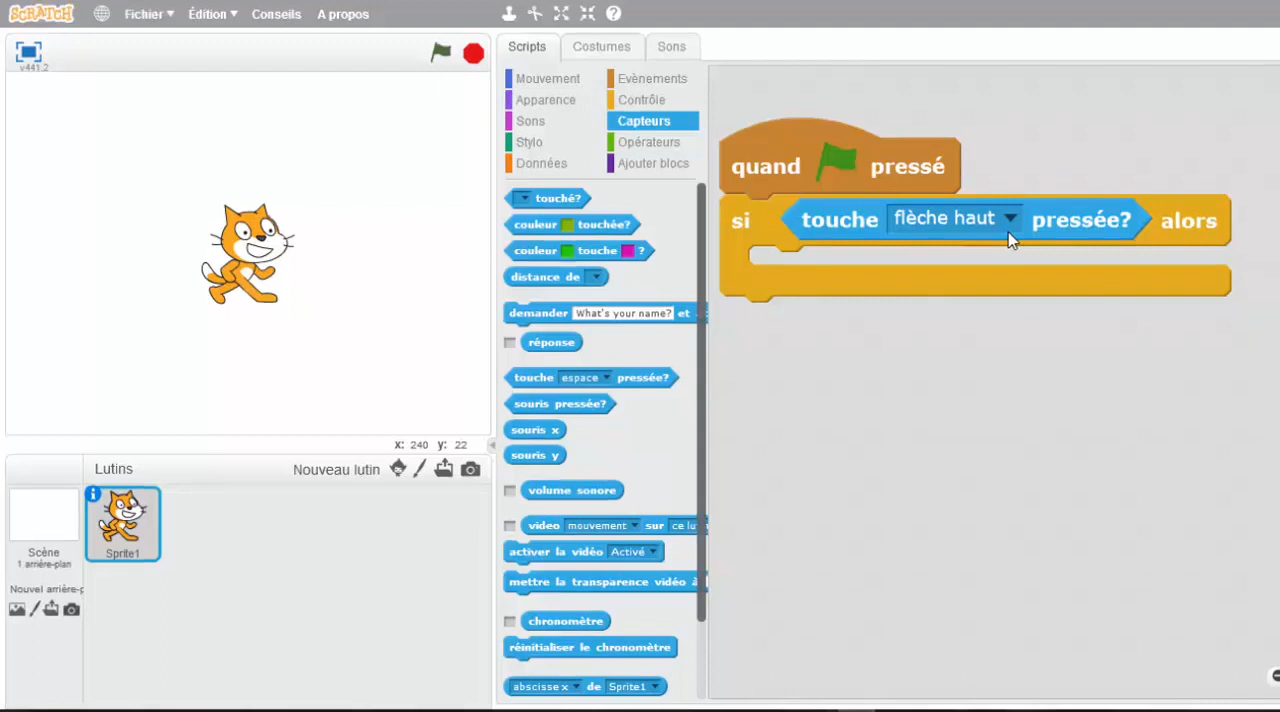 SCRATCH
Fichier Édition Conseils A propos
v441.2
Scripts Costumes Sons
Mouvement Evènements
Apparence Contrôle
Sons Capteurs
Stylo Opérateurs
Données Ajouter blocs
touché?
couleur touchée?
couleur touche ?
distance de
demander What's your name? et
réponse
touche espace pressée?
souris pressée?
souris x
souris y
volume sonore
video mouvement sur
activer la vidéo Activé
mettre la transparence vidéo à
chronomètre
réinitialiser le chronomètre
abscisse x de Sprite1
quand pressé
si touche flèche haut pressée? alors
x: 240 y: 22
Lutins Nouveau lutin
Scène
1 arrière-plan
Sprite1
Nouvel